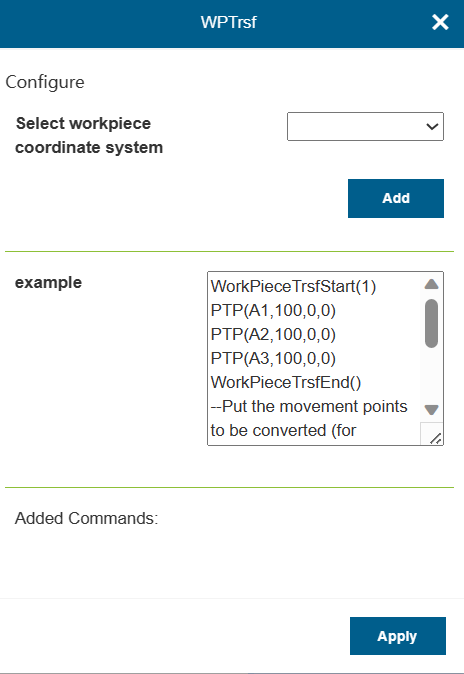 WPTrsf
Configure
Select workpiece
coordinate system
Add
example
WorkPieceTrsfStart(1)
PTP(A1,100,0,0)
PTP(A2,100,0,0)
PTP(A3,100,0,0)
WorkPieceTrsfEnd()
--Put the movement points
to be converted (for
Added Commands:
Apply